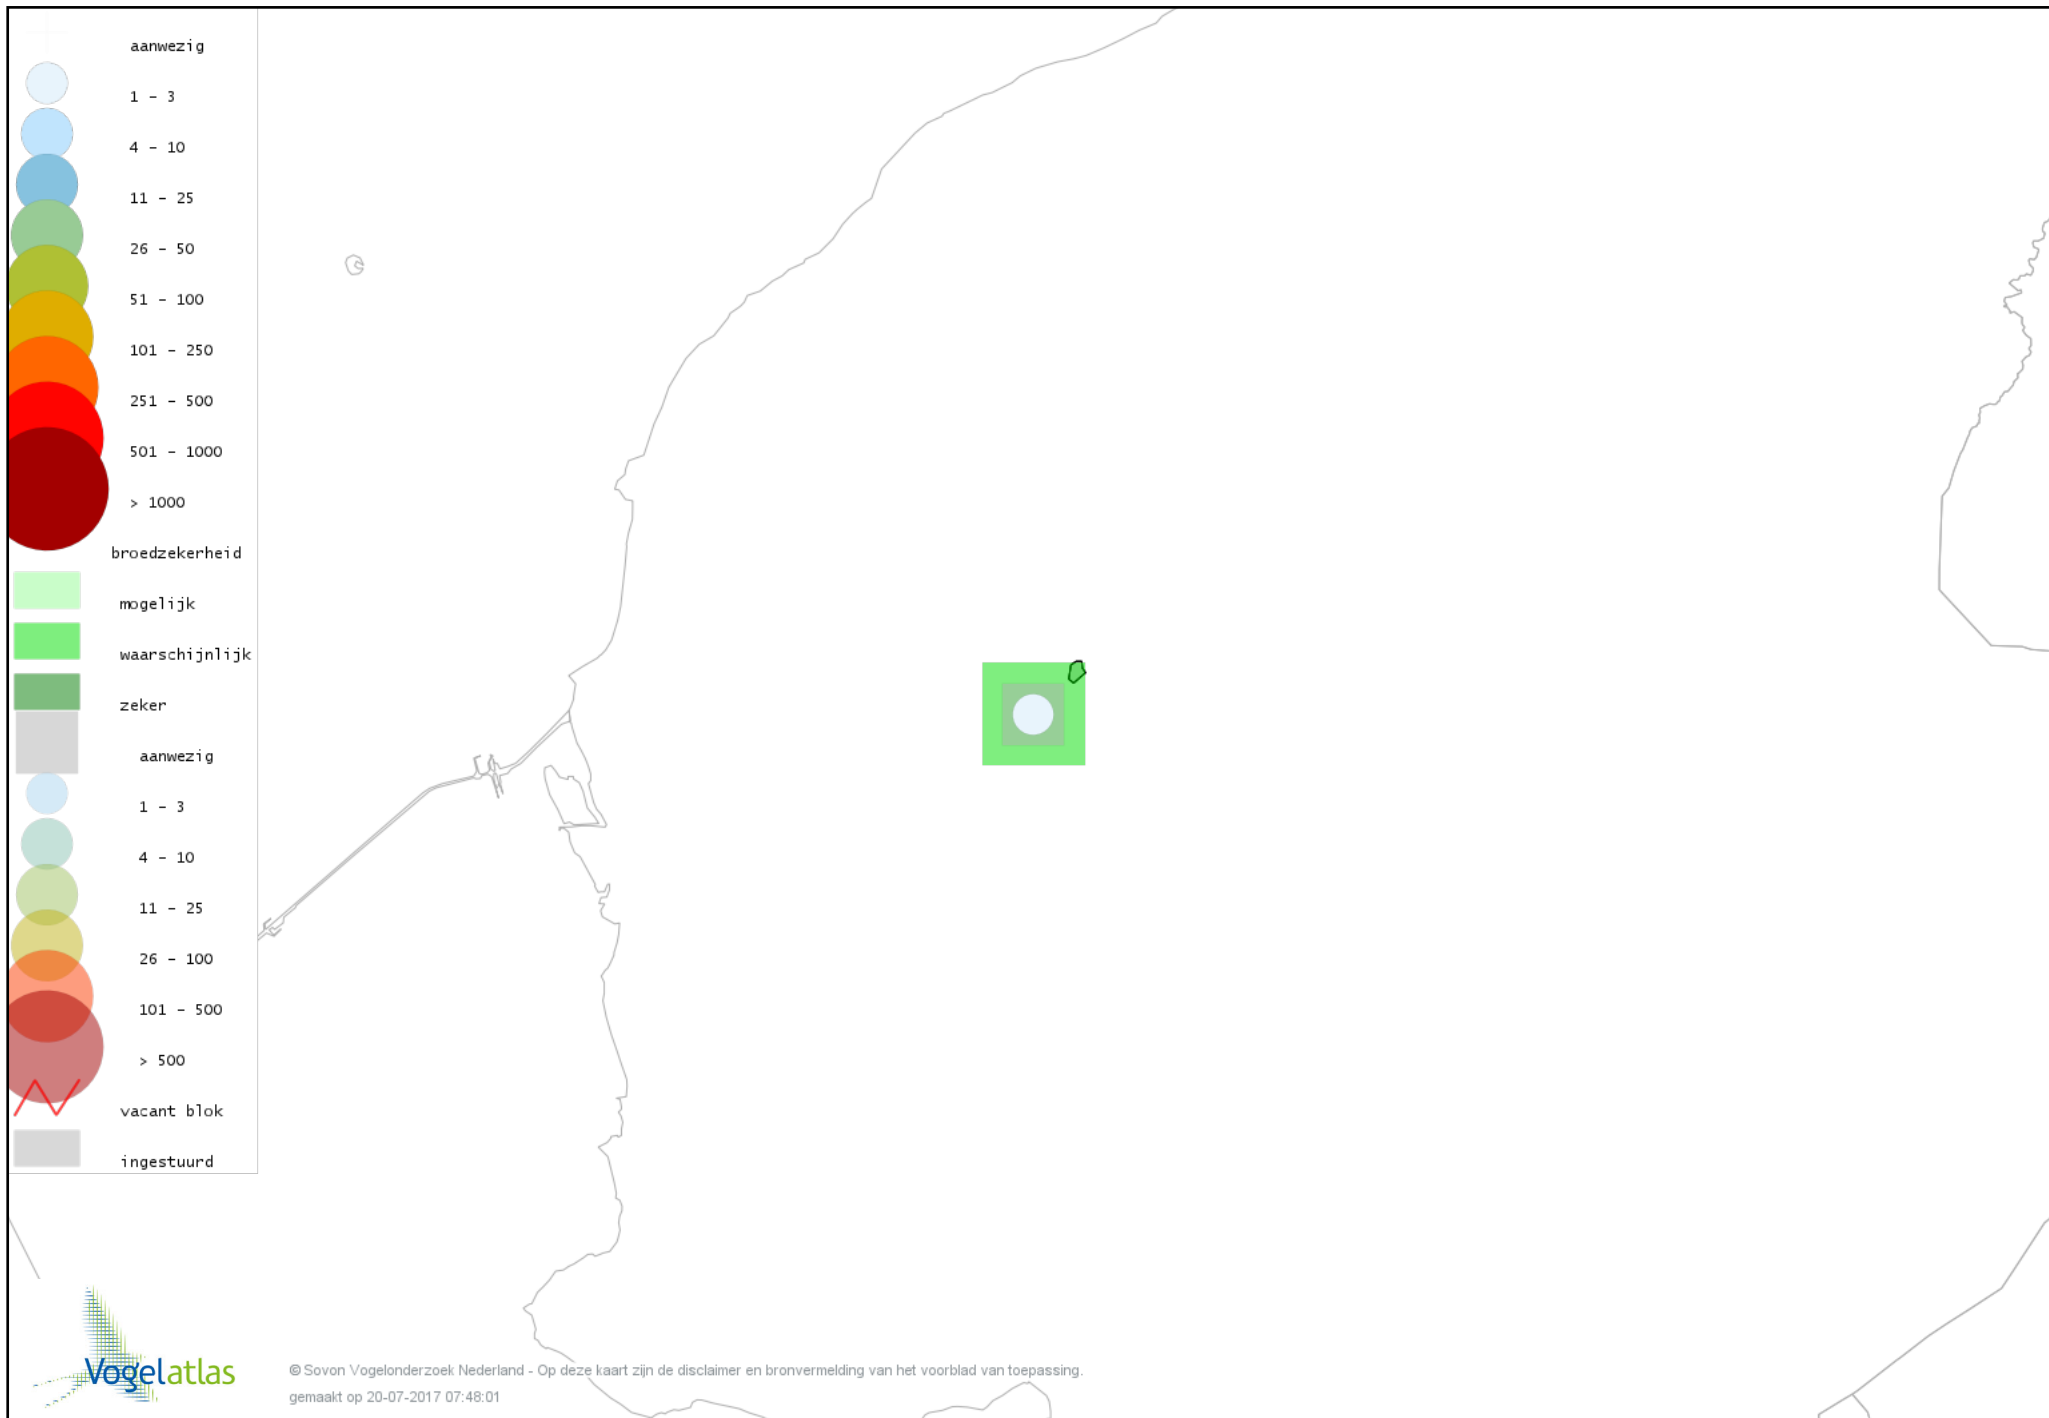 aanwezig
1 - 3
4 - 10
11 - 25
26 - 50
51 - 100
101 - 250
251 - 500
501 - 1000
> 1000
broedzekerheid
mogelijk
waarschijnlijk
zeker
aanwezig
1 - 3
4 - 10
11 - 25
26 - 100
101 - 500
> 500
vacant blok
ingestuurd
Vogelatlas
© Sovon Vogelonderzoek Nederland - Op deze kaart zijn de disclaimer en bronvermelding van het voorblad van toepassing.
gemaakt op 20-07-2017 07:48:01